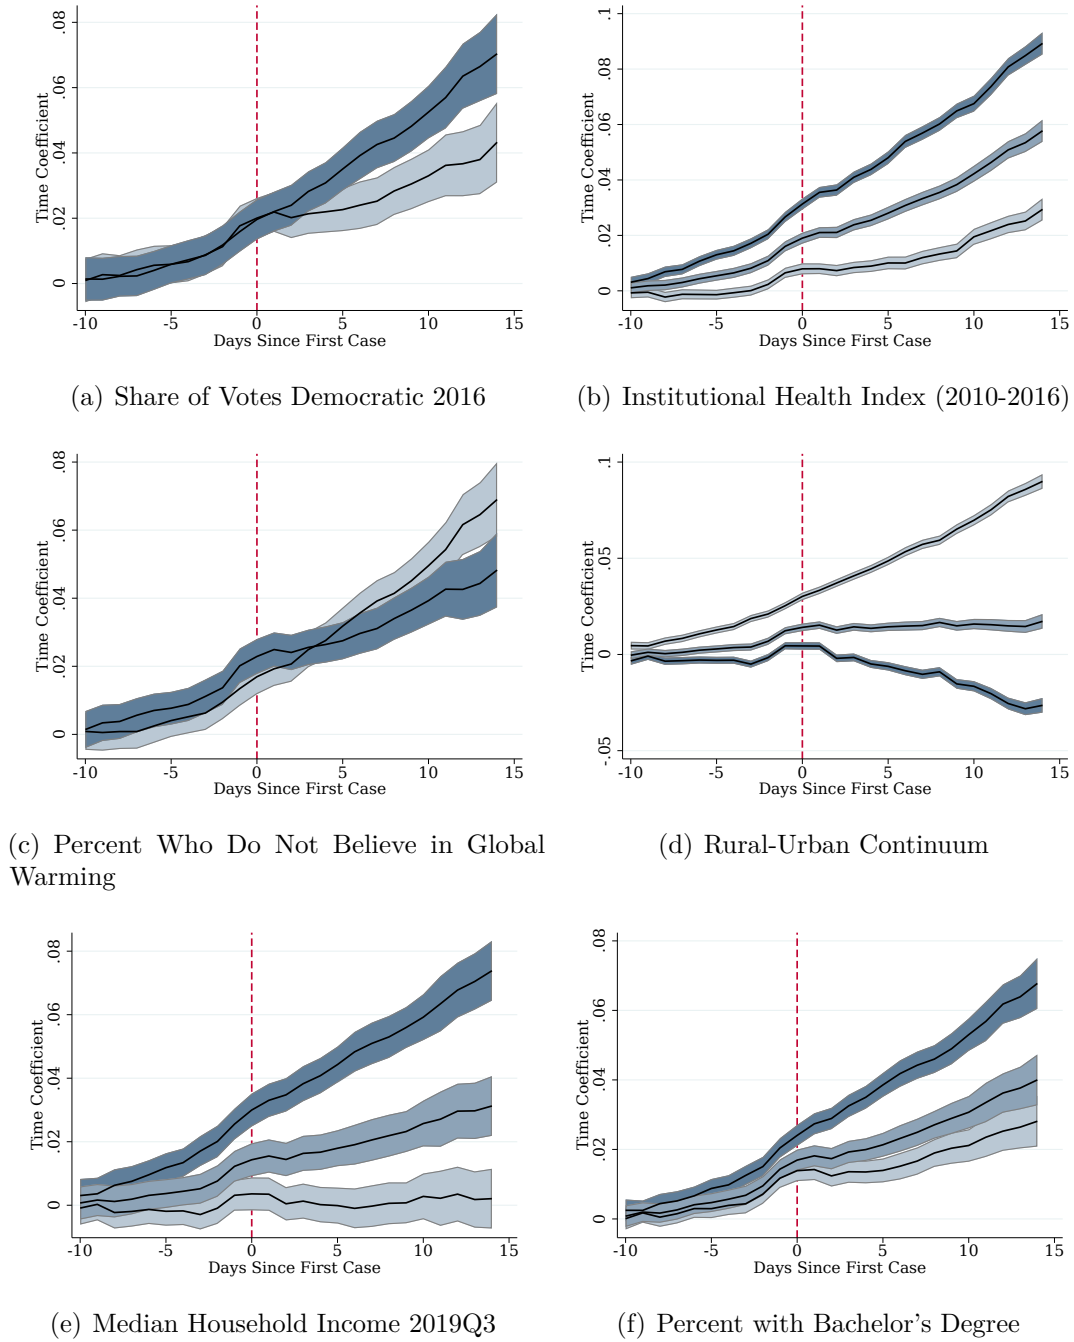 .08
.06
.04
.02
0
Time Coefficient
-10 -5 0 5 10 15
Days Since First Case
(a) Share of Votes Democratic 2016
.1
.08
.06
.04
.02
0
Time Coefficient
-10 -5 0 5 10 15
Days Since First Case
(b) Institutional Health Index (2010-2016)
.08
.06
.04
.02
0
Time Coefficient
-10 -5 0 5 10 15
Days Since First Case
(c) Percent Who Do Not Believe in Global
Warming
.1
.05
0
-.05
Time Coefficient
-10 -5 0 5 10 15
Days Since First Case
(d) Rural-Urban Continuum
.08
.06
.04
.02
0
Time Coefficient
-10 -5 0 5 10 15
Days Since First Case
(e) Median Household Income 2019Q3
.08
.06
.04
.02
0
Time Coefficient
-10 -5 0 5 10 15
Days Since First Case
(f) Percent with Bachelor's Degree